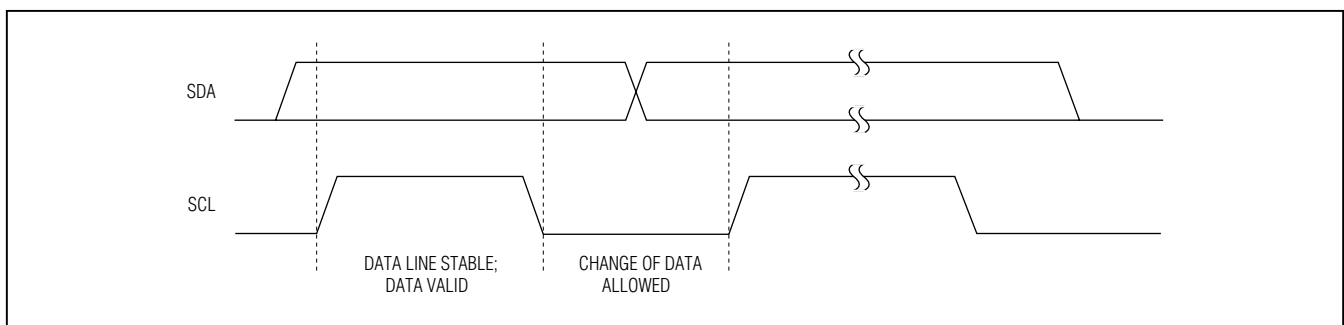 SDA
SCL
DATA LINE STABLE;
DATA VALID
CHANGE OF DATA
ALLOWED